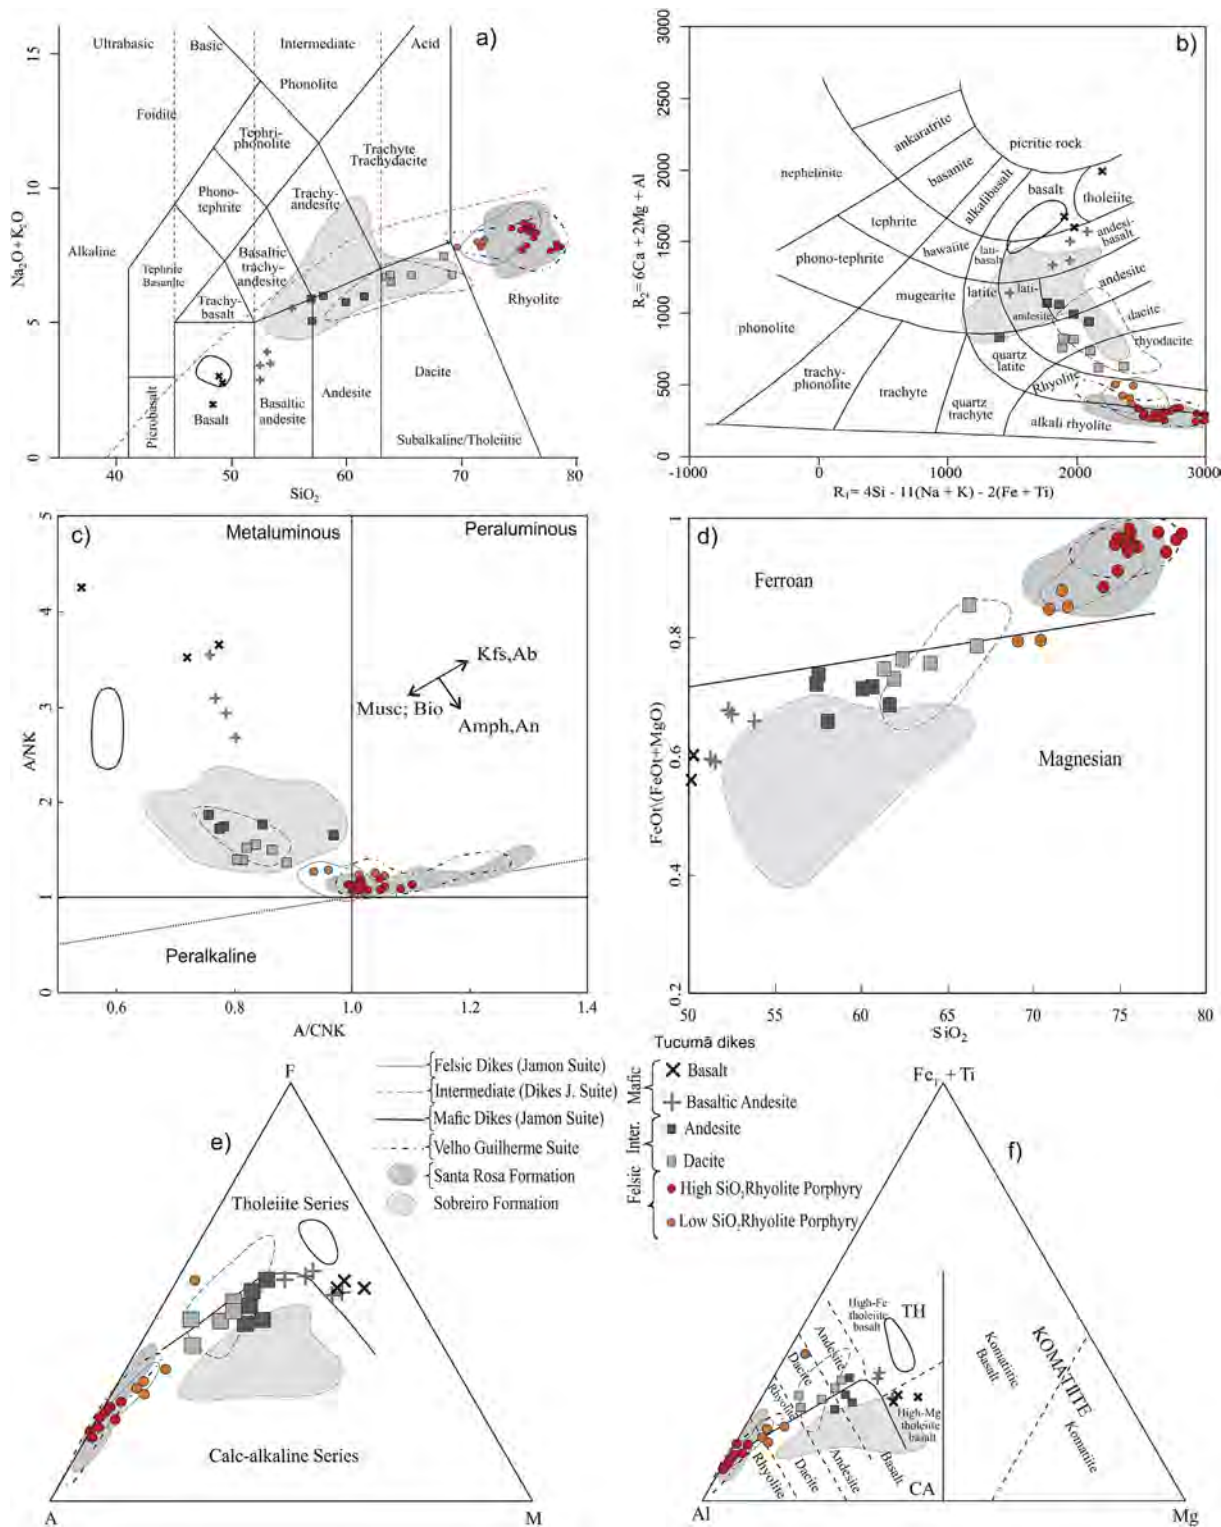 a)
Ultrabasic
Basic
Intermediate
Acid
Phonolite
Foidite
Tephri-
phonolite
Trachyte
Trachydacite
Phono-
tephrite
Trachy-
andesite
Alkaline
Basaltic
trachy-
andesite
Tephrite
Basanite
Trachy-
basalt
Rhyolite
Dacite
Andesite
Basalt
Basaltic
andesite
Picrobasalt
Subalkaline/Tholeiitic
Na₂O+K₂O
0
5
10
15
40
50
60
70
80
SiO₂
b)
ankaratrite
picritic rock
nephelinite
basanite
alkalibasalt
basalt
tholeiite
tephrite
hawaiite
lati-
basalt
andesi-
basalt
phono-tephrite
mugearite
latite
lati-
andesite
andesite
dacite
phonolite
rhyodacite
quartz
latite
trachy-
phonolite
trachyte
Rhyolite
quartz
trachyte
alkali rhyolite
R₂= 6Ca + 2Mg + Al
0
500
1000
1500
2000
2500
3000
-1000
0
1000
2000
3000
R₁= 4Si - 11(Na + K) - 2(Fe + Ti)
c)
Metaluminous
Peraluminous
Kfs,Ab
Musc; Bio
Amph,An
Peralkaline
A/NK
0
1
2
3
4
5
0.6
0.8
1.0
1.2
1.4
A/CNK
d)
Ferroan
Magnesian
FeOt\(FeOt+MgO)
0.2
0.4
0.6
0.8
1
50
55
60
65
70
75
80
SiO₂
Felsic Dikes (Jamon Suite)
Intermediate (Dikes J. Suite)
Mafic Dikes (Jamon Suite)
Velho Guilherme Suite
Santa Rosa Formation
Sobreiro Formation
Tucumã dikes
Mafic
Basalt
Basaltic Andesite
Inter.
Andesite
Dacite
Felsic
High SiO₂Rhyolite Porphyry
Low SiO₂Rhyolite Porphyry
e)
F
Tholeiite Series
Calc-alkaline Series
A
M
f)
Feₜ + Ti
High-Fe
tholeiite
basalt
TH
Andesite
Dacite
Rhyolite
Komatiitic
Basalt
KOMATIITE
Komatiite
High-Mg
tholeiite
basalt
Rhyolite
Dacite
Andesite
Basalt
CA
Al
Mg